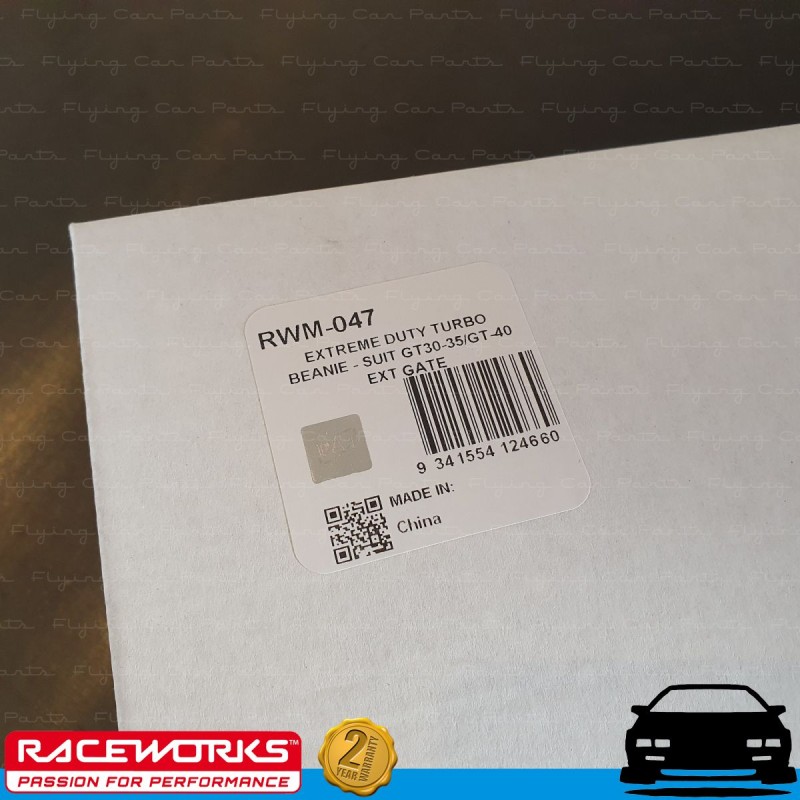 Flying Car Parts
RWM-047
EXTREME DUTY TURBO
BEANIE - SUIT GT30-35/GT-40
EXT GATE
9 341554 124660
MADE IN:
China
RACEWORKS™
PASSION FOR PERFORMANCE
2
YEAR WARRANTY